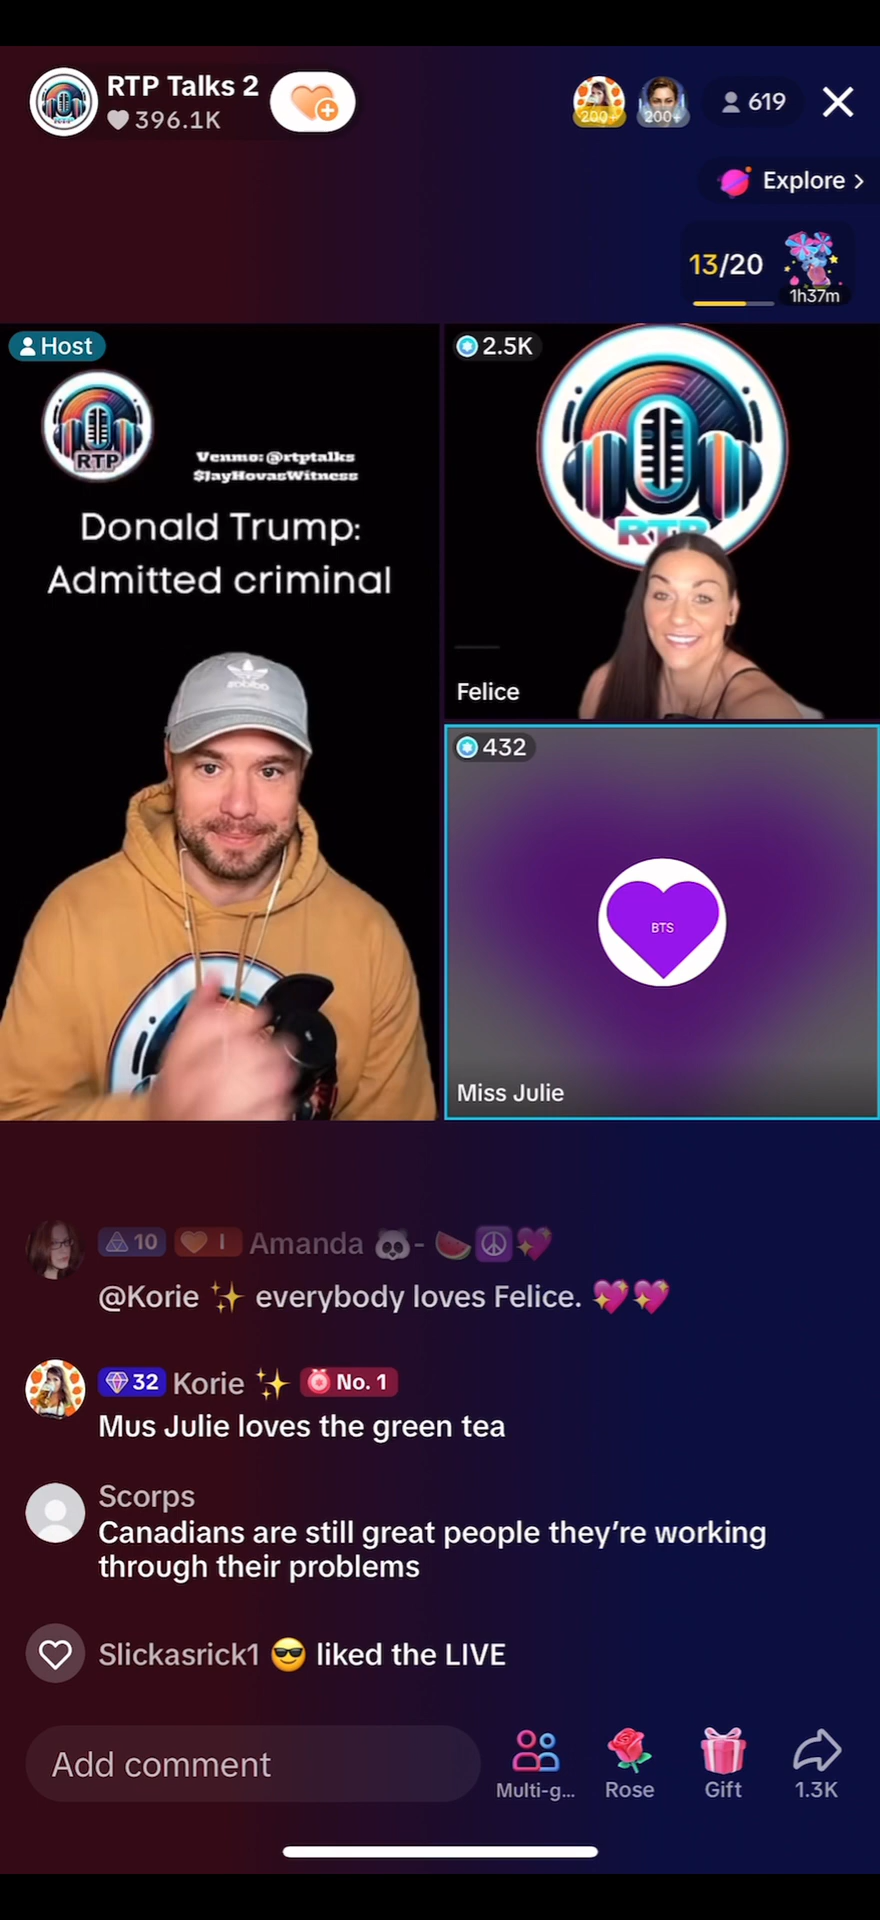 RTP Talks 2
396.1K
200+
200+
619
Explore >
13/20
1h37m
Host
RTP
Venmo: @rtptalks
$JayHovasWitness
Donald Trump:
Admitted criminal
2.5K
RTP
adidas
Felice
432
BTS
Miss Julie
10 I Amanda 🐼- 🍉☮️💖
@Korie ✨ everybody loves Felice. 💖💖
32 Korie ✨ No. 1
Mus Julie loves the green tea
Scorps
Canadians are still great people they’re working
through their problems
Slickasrick1 😎 liked the LIVE
Add comment
Multi-g...
Rose
Gift
1.3K